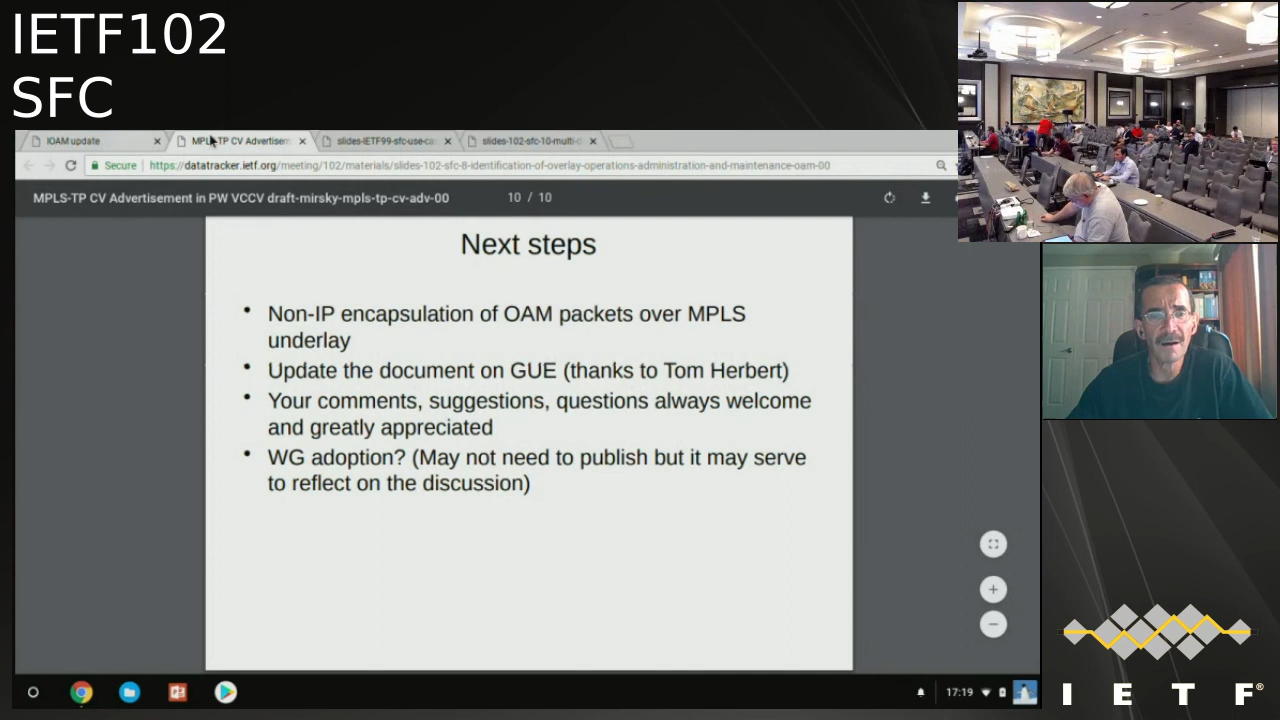 IETF102
SFC
IOAM update
MPLS-TP CV Advertisem
slides-IETF99-sfc-use-ca
slides-102-sfc-10-multi-d
Secure https://datatracker.ietf.org/meeting/102/materials/slides-102-sfc-8-identification-of-overlay-operations-administration-and-maintenance-oam-00
MPLS-TP CV Advertisement in PW VCCV draft-mirsky-mpls-tp-cv-adv-00 10 / 10
Next steps
• Non-IP encapsulation of OAM packets over MPLS
underlay
• Update the document on GUE (thanks to Tom Herbert)
• Your comments, suggestions, questions always welcome
and greatly appreciated
• WG adoption? (May not need to publish but it may serve
to reflect on the discussion)
17:19
I E T F®